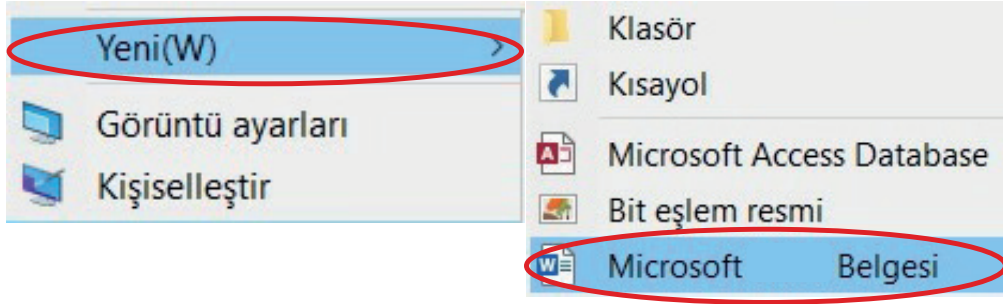 Yeni(W)
Görüntü ayarları
Kişiselleştir
Klasör
Kısayol
Microsoft Access Database
Bit eşlem resmi
Microsoft Belgesi